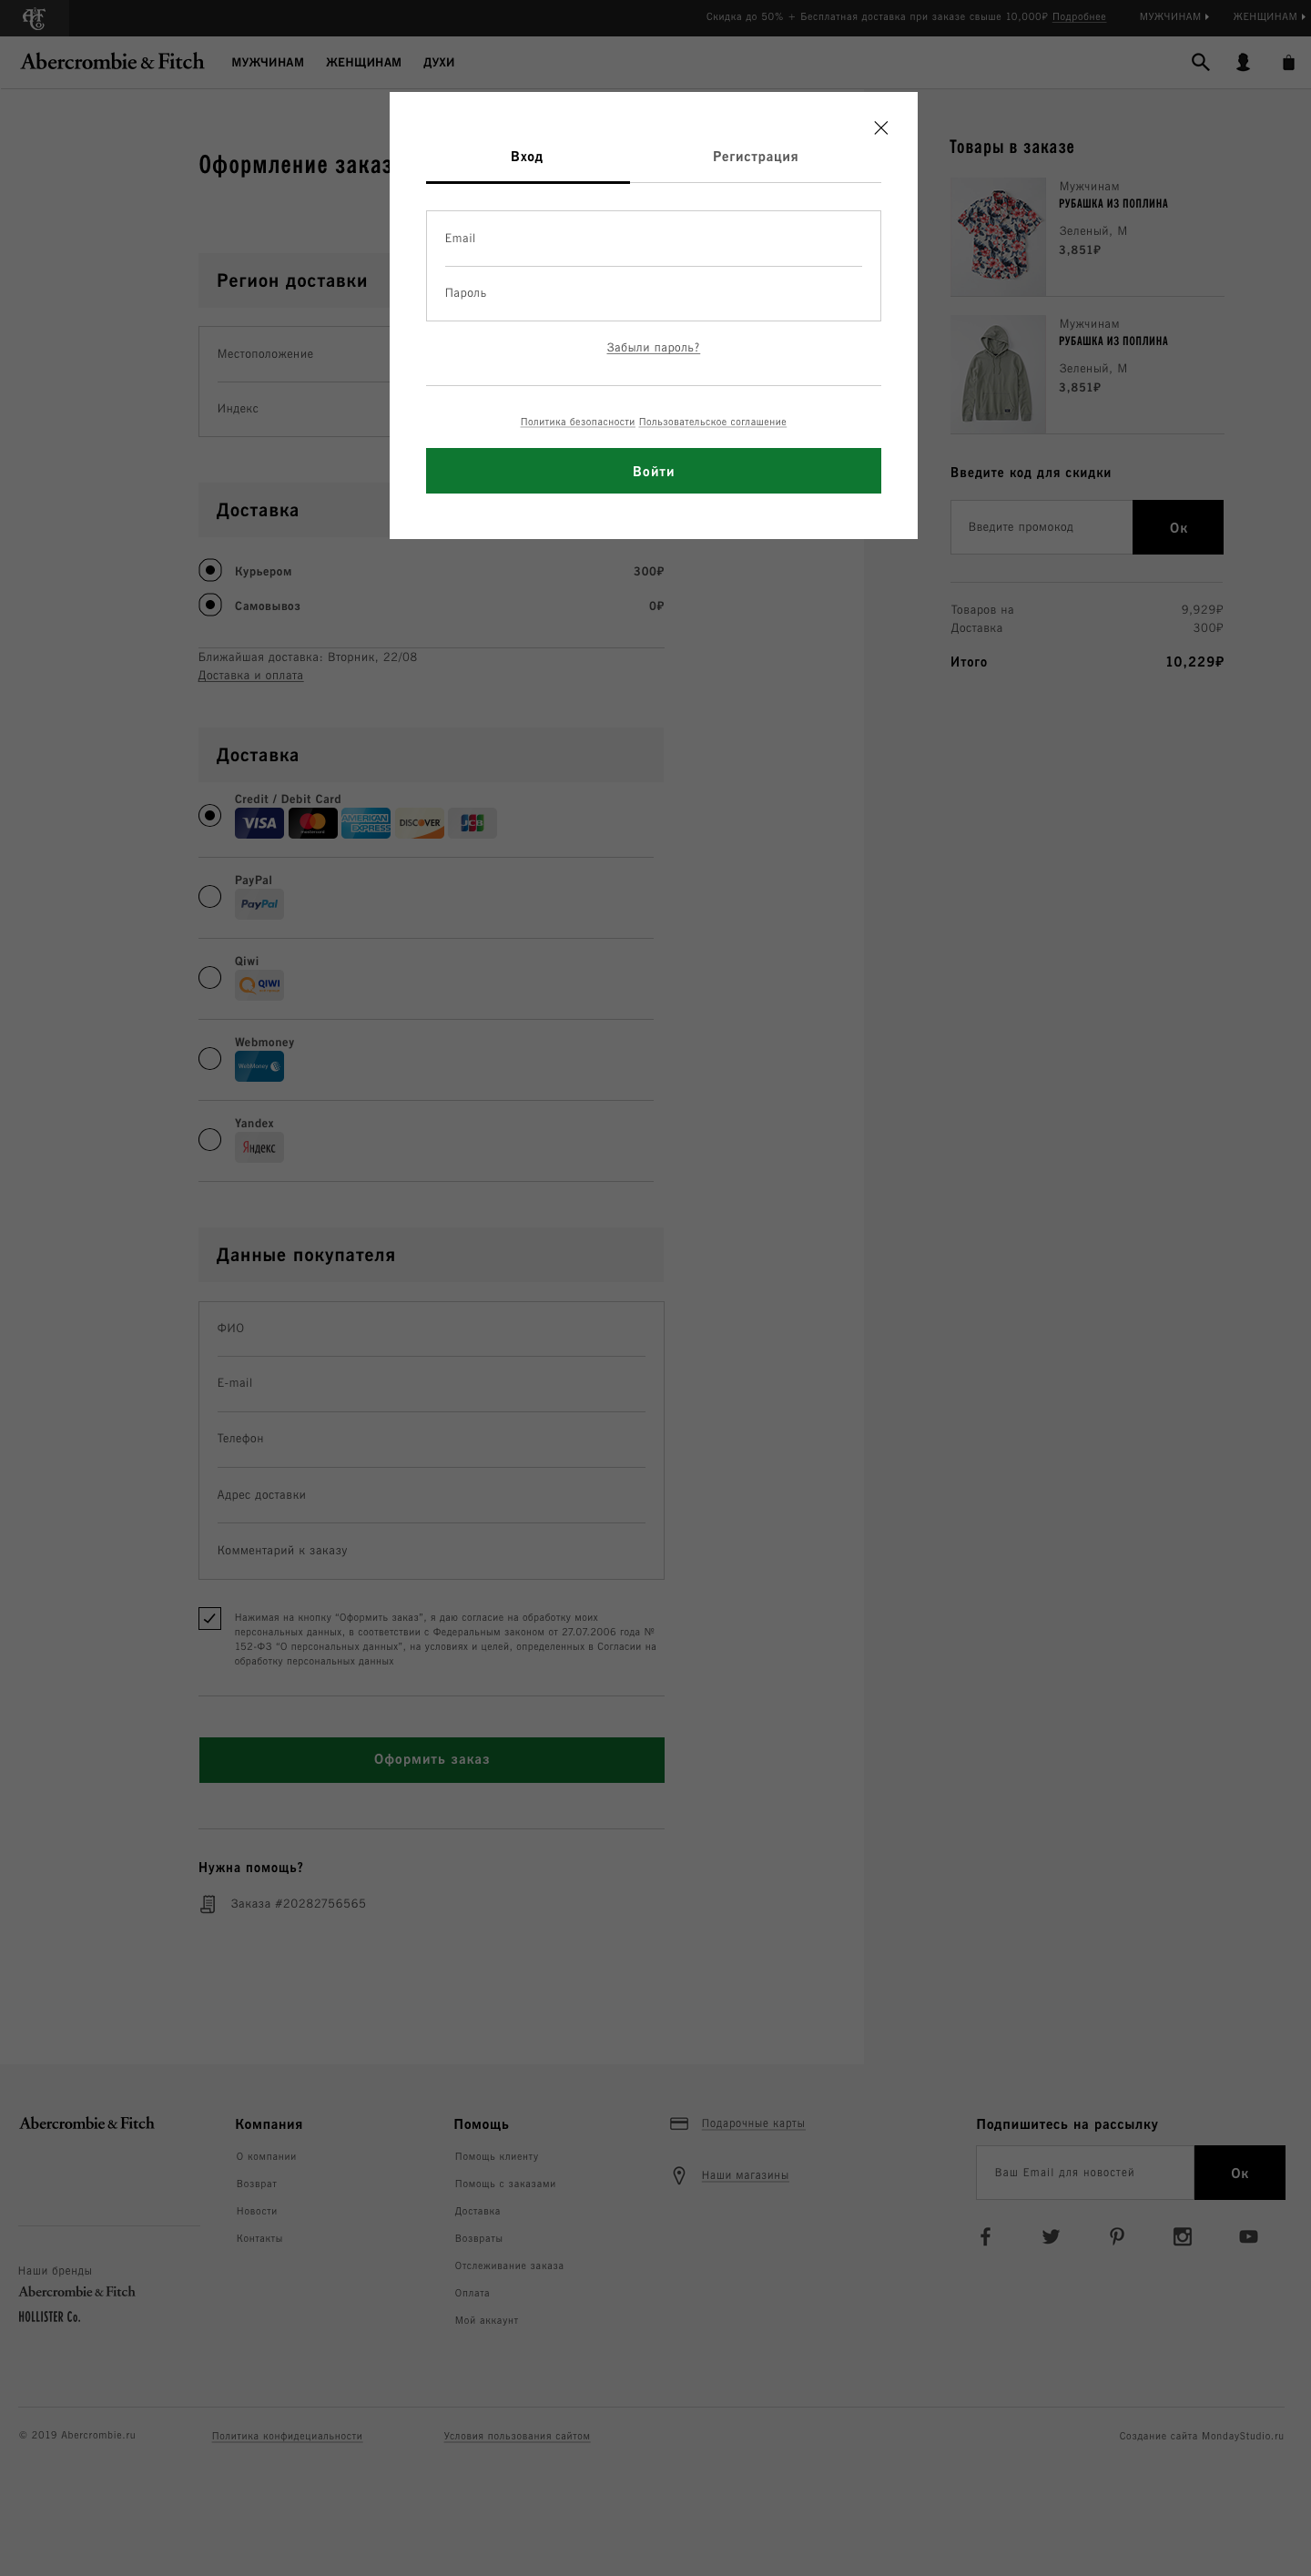 Скидка до 50% + Бесплатная доставка при заказе свыше 10,000₽ Подробнее
МУЖЧИНАМ
ЖЕНЩИНАМ
Abercrombie & Fitch
МУЖЧИНАМ
ЖЕНЩИНАМ
ДУХИ
Вход
Регистрация
Email
Пароль
Забыли пароль?
Политика безопасности Пользовательское соглашение
Войти
Оформление заказ
Регион доставки
Местоположение
Индекс
Доставка
Курьером 300₽
Самовывоз 0₽
Ближайшая доставка: Вторник, 22/08
Доставка и оплата
Доставка
Credit / Debit Card
VISA
mastercard
AMERICAN EXPRESS
DISCOVER
JCB
PayPal
PayPal
Qiwi
QIWI
Webmoney
WebMoney
Yandex
Яндекс
Данные покупателя
ФИО
E-mail
Телефон
Адрес доставки
Комментарий к заказу
Нажимая на кнопку “Оформить заказ”, я даю согласие на обработку моих
персональных данных, в соответствии с Федеральным законом от 27.07.2006 года №
152-ФЗ “О персональных данных”, на условиях и целей, определенных в Согласии на
обработку персональных данных
Оформить заказ
Нужна помощь?
Заказа #20282756565
Товары в заказе
Мужчинам
РУБАШКА ИЗ ПОПЛИНА
Зеленый, M
3,851₽
Мужчинам
РУБАШКА ИЗ ПОПЛИНА
Зеленый, M
3,851₽
Введите код для скидки
Введите промокод
Ок
Товаров на 9,929₽
Доставка 300₽
Итого 10,229₽
Abercrombie & Fitch
Наши бренды
Abercrombie & Fitch
HOLLISTER Co.
Компания
О компании
Возврат
Новости
Контакты
Помощь
Помощь клиенту
Помощь с заказами
Доставка
Возвраты
Отслеживание заказа
Оплата
Мой аккаунт
Подарочные карты
Наши магазины
Подпишитесь на рассылку
Ваш Email для новостей
Ок
© 2019 Abercrombie.ru
Политика конфидециальности
Условия пользования сайтом
Создание сайта MondayStudio.ru